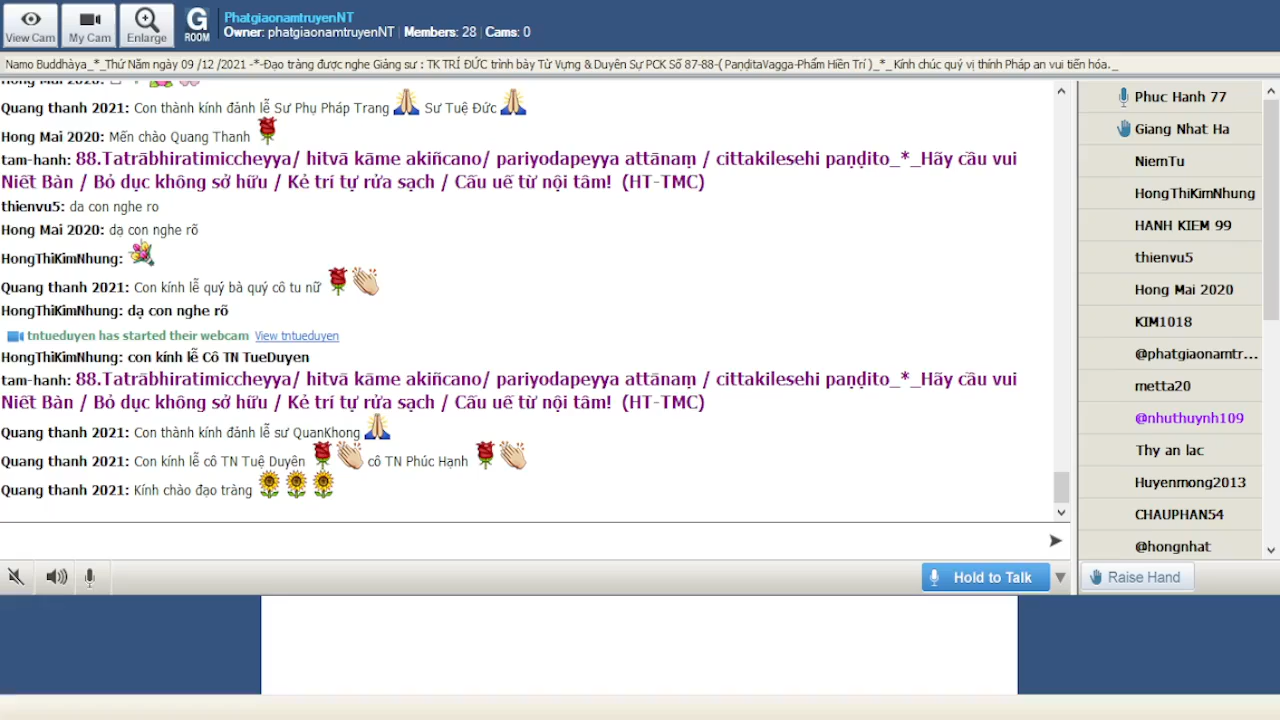 View Cam
My Cam
Enlarge
G
ROOM
PhatgiaonamtruyenNT
Owner: phatgiaonamtruyenNT | Members: 28 | Cams: 0
Namo Buddhàya_*_Thứ Năm ngày 09 /12 /2021 -*-Đạo tràng được nghe Giảng sư : TK TRÍ ĐỨC trình bày Từ Vựng & Duyên Sự PCK Số 87-88-( PaṇḍitaVagga-Phẩm Hiền Trí )_*_ Kính chúc quý vị thính Pháp an vui tiến hóa._
Hong Mai 2020:
Quang thanh 2021: Con thành kính đảnh lễ Sư Phụ Pháp Trang Sư Tuệ Đức
Hong Mai 2020: Mến chào Quang Thanh
tam-hanh: 88.Tatrābhiratimiccheyya/ hitvā kāme akiñcano/ pariyodapeyya attānaṃ / cittakilesehi paṇḍito_*_Hãy cầu vui
Niết Bàn / Bỏ dục không sở hữu / Kẻ trí tự rửa sạch / Cấu uế từ nội tâm! (HT-TMC)
thienvu5: da con nghe ro
Hong Mai 2020: dạ con nghe rõ
HongThiKimNhung:
Quang thanh 2021: Con kính lễ quý bà quý cô tu nữ
HongThiKimNhung: dạ con nghe rõ
tntueduyen has started their webcam View tntueduyen
HongThiKimNhung: con kính lễ Cô TN TueDuyen
tam-hanh: 88.Tatrābhiratimiccheyya/ hitvā kāme akiñcano/ pariyodapeyya attānaṃ / cittakilesehi paṇḍito_*_Hãy cầu vui
Niết Bàn / Bỏ dục không sở hữu / Kẻ trí tự rửa sạch / Cấu uế từ nội tâm! (HT-TMC)
Quang thanh 2021: Con thành kính đảnh lễ sư QuanKhong
Quang thanh 2021: Con kính lễ cô TN Tuệ Duyên cô TN Phúc Hạnh
Quang thanh 2021: Kính chào đạo tràng
Hold to Talk
Phuc Hanh 77
Giang Nhat Ha
NiemTu
HongThiKimNhung
HANH KIEM 99
thienvu5
Hong Mai 2020
KIM1018
@phatgiaonamtr...
metta20
@nhuthuynh109
Thy an lac
Huyenmong2013
CHAUPHAN54
@hongnhat
Raise Hand